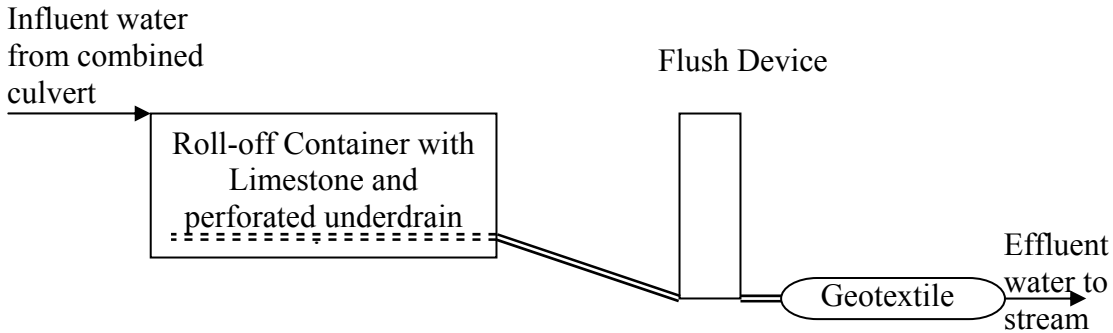 Influent water
from combined
culvert
Flush Device
Roll-off Container with
Limestone and
perforated underdrain
Geotextile
Effluent
water to
stream